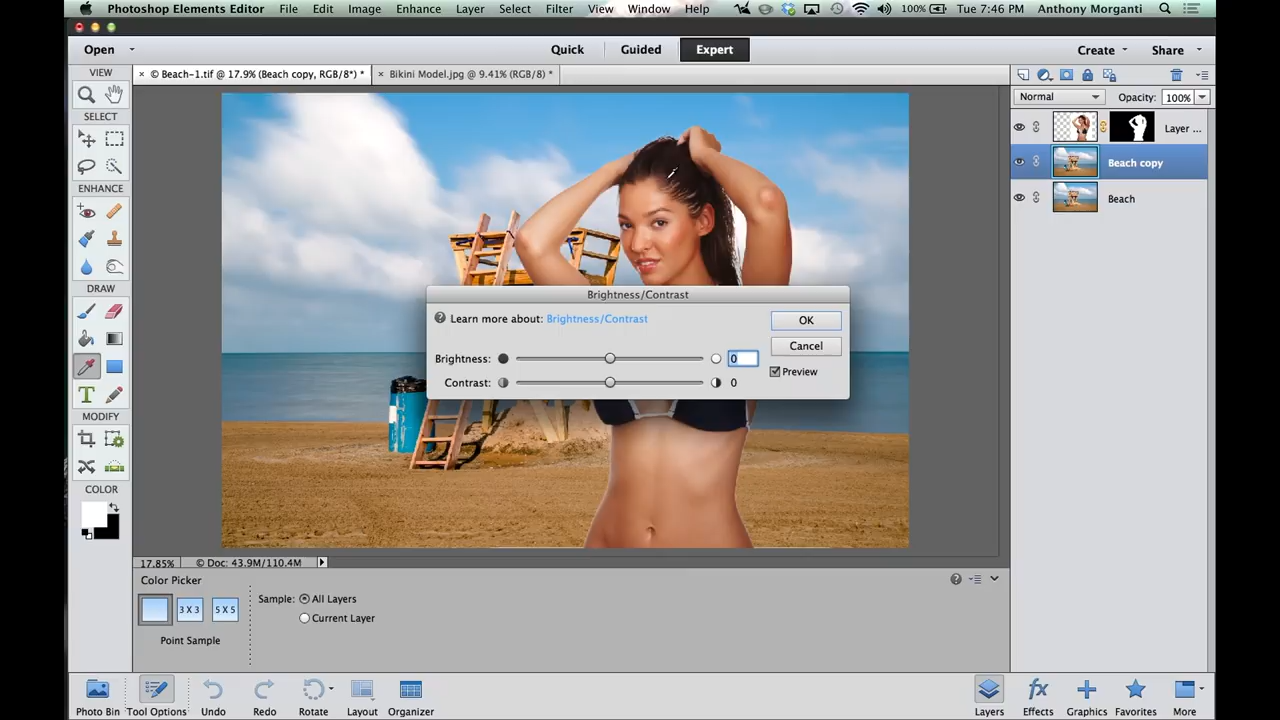 Photoshop Elements Editor File Edit Image Enhance Layer Select Filter View Window Help 100% Tue 7:46 PM Anthony Morganti
Open Quick Guided Expert Create Share
VIEW
× © Beach-1.tif @ 17.9% (Beach copy, RGB/8*) * × Bikini Model.jpg @ 9.41% (RGB/8) *
Normal Opacity: 100%
SELECT
Layer ...
Beach copy
ENHANCE
Beach
DRAW
Brightness/Contrast
Learn more about: Brightness/Contrast
OK
Cancel
Brightness: 0
Preview
Contrast: 0
MODIFY
COLOR
17.85% © Doc: 43.9M/110.4M
Color Picker
Sample: All Layers
3 X 3 5 X 5
Current Layer
Point Sample
Photo Bin Tool Options Undo Redo Rotate Layout Organizer Layers Effects Graphics Favorites More